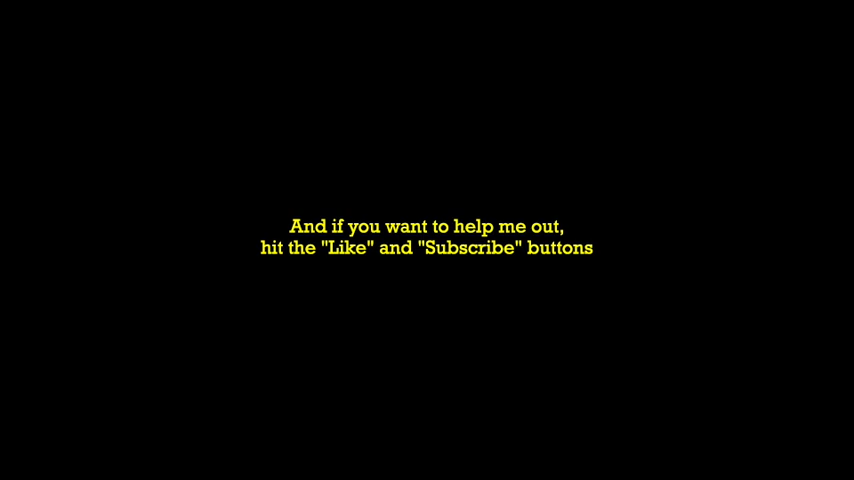 And if you want to help me out,
hit the "Like" and "Subscribe" buttons